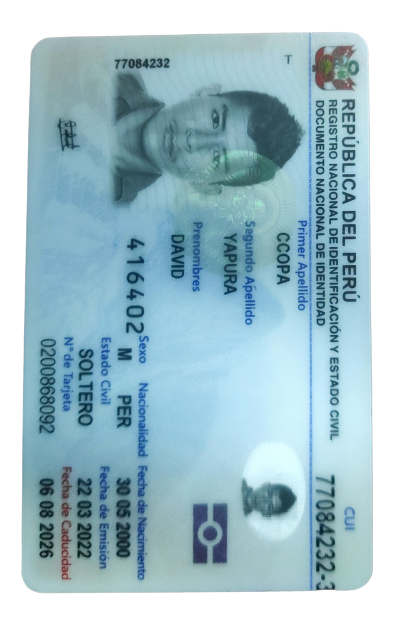 REPÚBLICA DEL PERÚ
REGISTRO NACIONAL DE IDENTIFICACIÓN Y ESTADO CIVIL
DOCUMENTO NACIONAL DE IDENTIDAD
CUI
77084232-3
T
Primer Apellido
CCOPA
Segundo Apellido
YAPURA
Prenombres
DAVID
Sexo Nacionalidad Fecha de Nacimiento
M PER 30 05 2000
416402
Estado Civil Fecha de Emisión
SOLTERO 22 03 2022
N° de Tarjeta Fecha de Caducidad
0200868092 06 08 2026
77084232